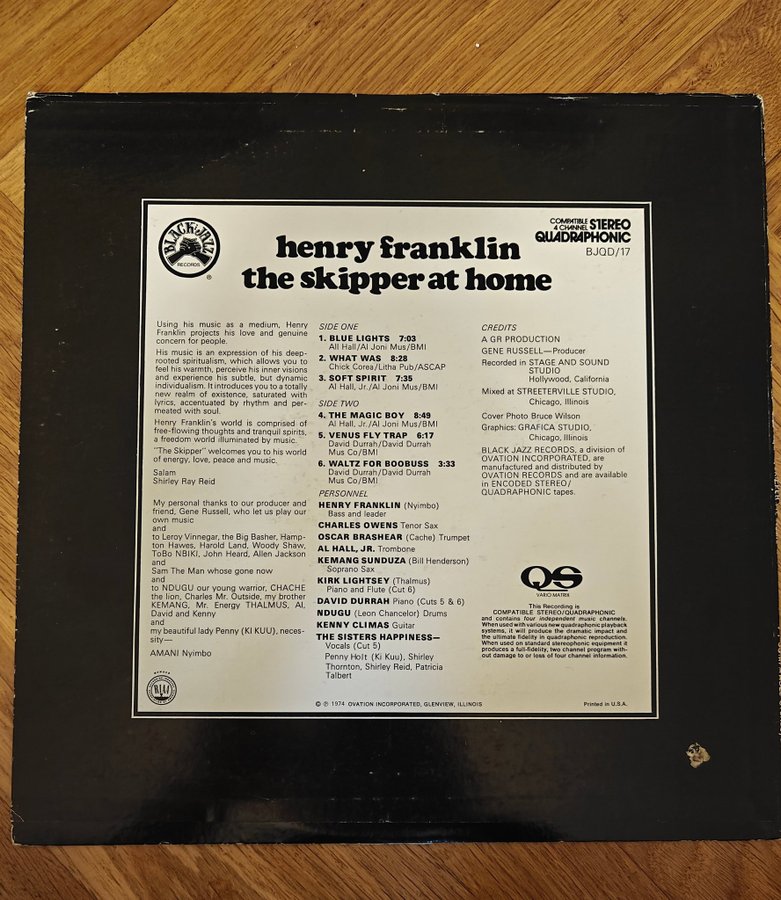 BLACK JAZZ
RECORDS
®
henry franklin
the skipper at home
COMPATIBLE
4 CHANNEL STEREO
QUADRAPHONIC
BJQD/17
Using his music as a medium, Henry
Franklin projects his love and genuine
concern for people.
His music is an expression of his deep-
rooted spiritualism, which allows you to
feel his warmth, perceive his inner visions
and experience his subtle, but dynamic
individualism. It introduces you to a totally
new realm of existence, saturated with
lyrics, accentuated by rhythm and per-
meated with soul.
Henry Franklin's world is comprised of
free-flowing thoughts and tranquil spirits,
a freedom world illuminated by music.
"The Skipper" welcomes you to his world
of energy, love, peace and music.
Salam
Shirley Ray Reid
My personal thanks to our producer and
friend, Gene Russell, who let us play our
own music
and
to Leroy Vinnegar, the Big Basher, Hamp-
ton Hawes, Harold Land, Woody Shaw,
ToBo NBIKI, John Heard, Allen Jackson
and
Sam The Man whose gone now
and
to NDUGU our young warrior, CHACHE
the lion, Charles Mr. Outside, my brother
KEMANG, Mr. Energy THALMUS, Al,
David and Kenny
and
my beautiful lady Penny (KI KUU), neces-
sity—
AMANI Nyimbo
RIAA
SIDE ONE
1. BLUE LIGHTS 7:03
All Hall/Al Joni Mus/BMI
2. WHAT WAS 8:28
Chick Corea/Litha Pub/ASCAP
3. SOFT SPIRIT 7:35
Al Hall, Jr./Al Joni Mus/BMI
SIDE TWO
4. THE MAGIC BOY 8:49
Al Hall, Jr./Al Joni Mus/BMI
5. VENUS FLY TRAP 6:17
David Durrah/David Durrah
Mus Co/BMI
6. WALTZ FOR BOOBUSS 3:33
David Durrah/David Durrah
Mus Co/BMI
PERSONNEL
HENRY FRANKLIN (Nyimbo)
Bass and leader
CHARLES OWENS Tenor Sax
OSCAR BRASHEAR (Cache) Trumpet
AL HALL, JR. Trombone
KEMANG SUNDUZA (Bill Henderson)
Soprano Sax
KIRK LIGHTSEY (Thalmus)
Piano and Flute (Cut 6)
DAVID DURRAH Piano (Cuts 5 & 6)
NDUGU (Leon Chancelor) Drums
KENNY CLIMAS Guitar
THE SISTERS HAPPINESS—
Vocals (Cut 5)
Penny Holt (Ki Kuu), Shirley
Thornton, Shirley Reid, Patricia
Talbert
CREDITS
A GR PRODUCTION
GENE RUSSELL—Producer
Recorded in STAGE AND SOUND
STUDIO
Hollywood, California
Mixed at STREETERVILLE STUDIO,
Chicago, Illinois
Cover Photo Bruce Wilson
Graphics: GRAFICA STUDIO,
Chicago, Illinois
BLACK JAZZ RECORDS, a division of
OVATION INCORPORATED, are
manufactured and distributed by
OVATION RECORDS and are available
in ENCODED STEREO/
QUADRAPHONIC tapes.
QS
VARIO MATRIX
This Recording is
COMPATIBLE STEREO/QUADRAPHONIC
and contains four independent music channels.
When used with various new quadraphonic playback
systems, it will produce the dramatic impact and
the ultimate fidelity in quadraphonic reproduction.
When used on standard stereophonic equipment it
produces a full-fidelity, two channel program with-
out damage to or loss of four channel information.
© ℗ 1974 OVATION INCORPORATED, GLENVIEW, ILLINOIS
Printed in U.S.A.